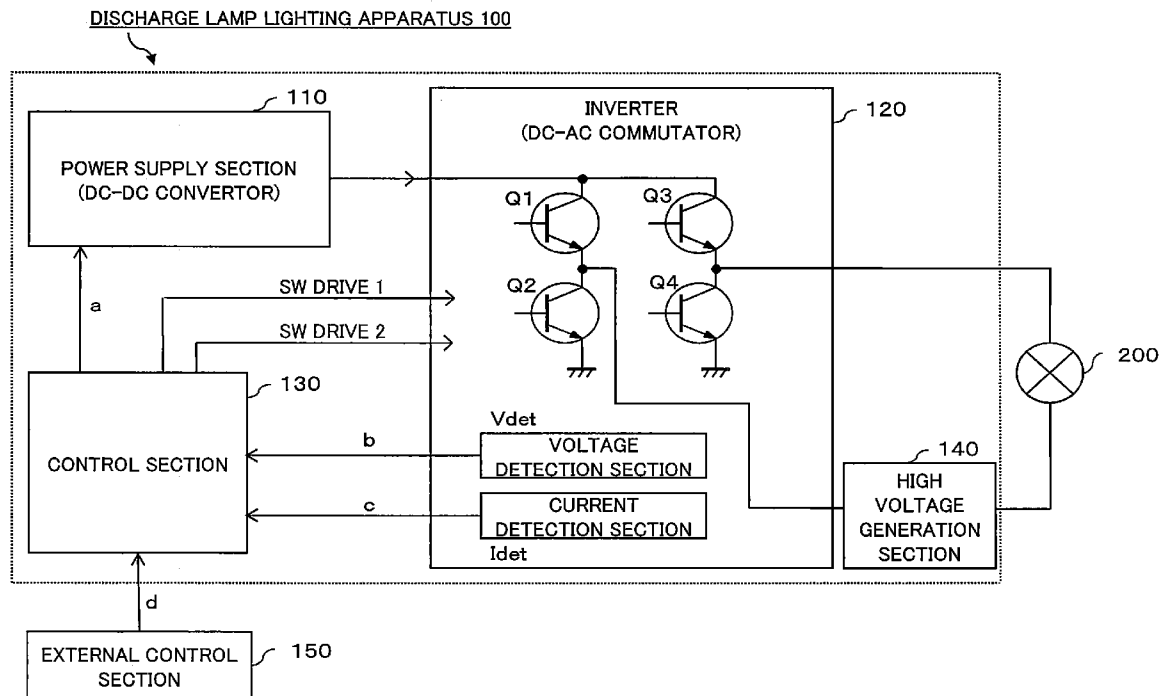 DISCHARGE LAMP LIGHTING APPARATUS 100
110
POWER SUPPLY SECTION
(DC-DC CONVERTOR)
INVERTER
(DC-AC COMMUTATOR)
120
Q1
Q3
Q2
Q4
a
SW DRIVE 1
SW DRIVE 2
130
CONTROL SECTION
200
Vdet
b
VOLTAGE
DETECTION SECTION
c
CURRENT
DETECTION SECTION
Idet
140
HIGH
VOLTAGE
GENERATION
SECTION
d
EXTERNAL CONTROL
SECTION
150